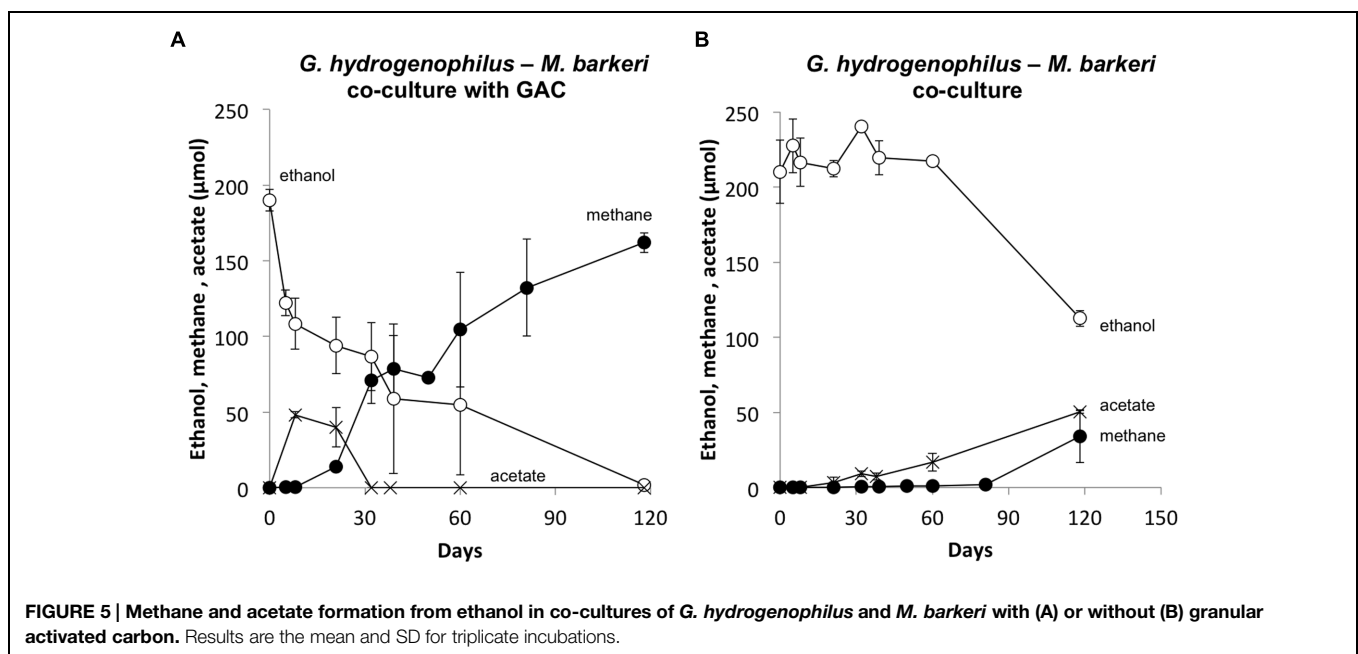 A
G. hydrogenophilus – M. barkeri
co-culture with GAC
Ethanol, methane , acetate (µmol)
250
200
150
100
50
0
ethanol
methane
acetate
0 30 60 90 120
Days
B
G. hydrogenophilus – M. barkeri
co-culture
Ethanol, methane, acetate (µmol)
250
200
150
100
50
0
ethanol
acetate
methane
0 30 60 90 120 150
Days
FIGURE 5 | Methane and acetate formation from ethanol in co-cultures of G. hydrogenophilus and M. barkeri with (A) or without (B) granular
activated carbon. Results are the mean and SD for triplicate incubations.